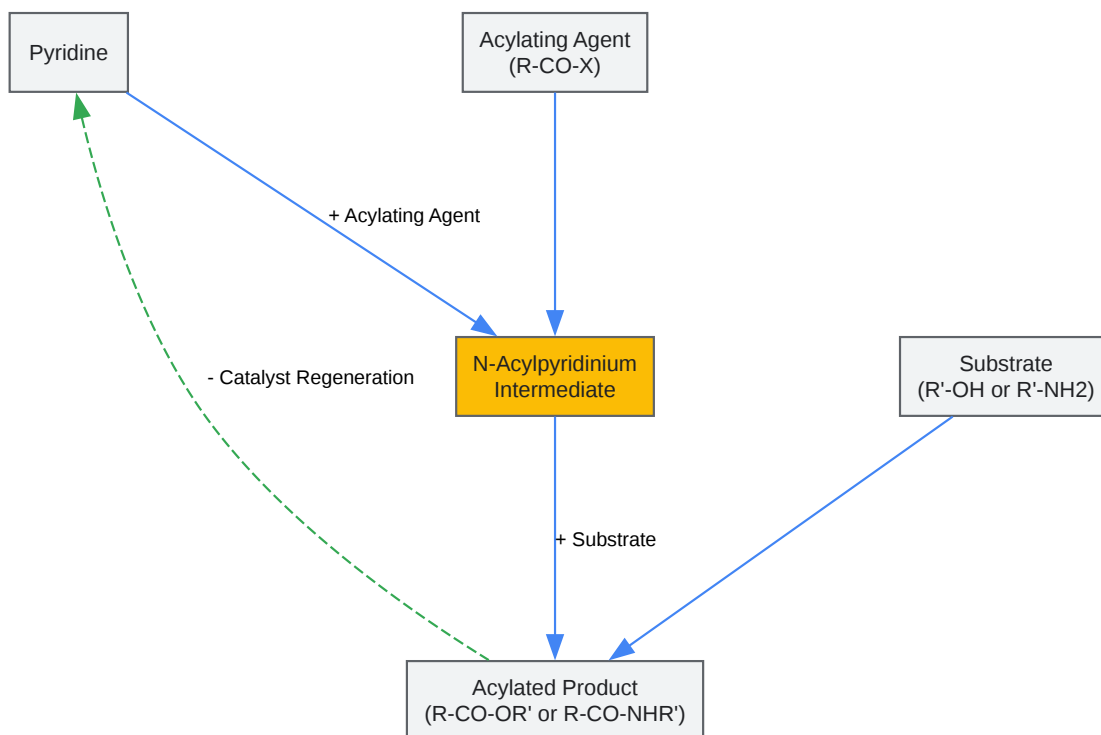 Pyridine
Acylating Agent
(R-CO-X)
+ Acylating Agent
N-Acylpyridinium
Intermediate
Substrate
(R'-OH or R'-NH2)
- Catalyst Regeneration
+ Substrate
Acylated Product
(R-CO-OR' or R-CO-NHR')